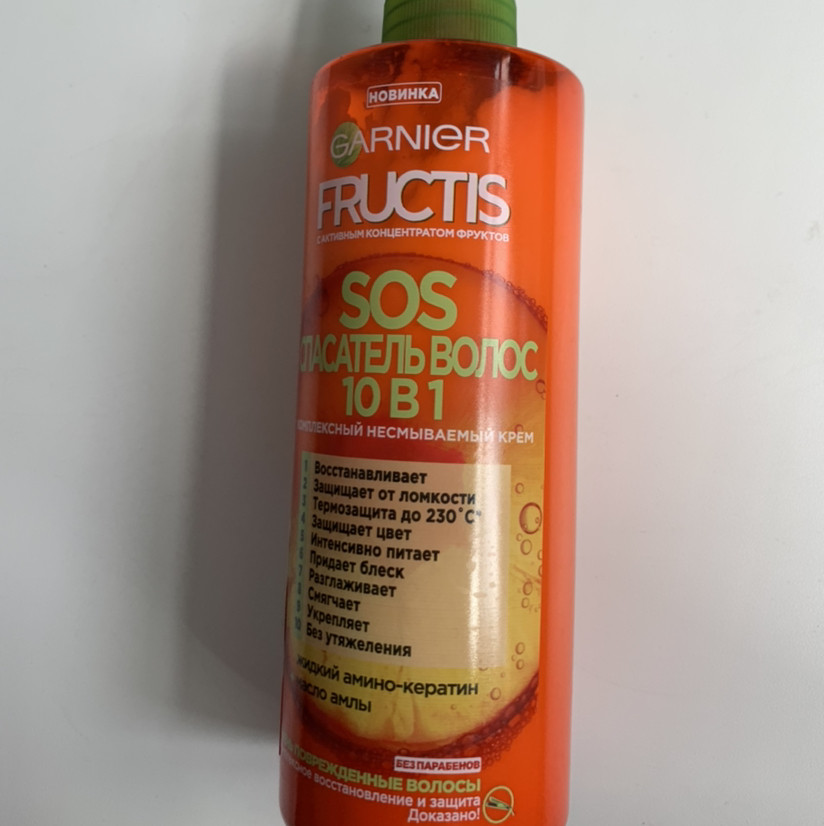 НОВИНКА
GARNIER
FRUCTIS
С АКТИВНЫМ КОНЦЕНТРАТОМ ФРУКТОВ
SOS
СПАСАТЕЛЬ ВОЛОС
10 В 1
КОМПЛЕКСНЫЙ НЕСМЫВАЕМЫЙ КРЕМ
1 Восстанавливает
2 Защищает от ломкости
3 Термозащита до 230˚C*
4 Защищает цвет
5 Интенсивно питает
6 Придает блеск
7 Разглаживает
8 Смягчает
9 Укрепляет
10 Без утяжеления
жидкий амино-кератин
масло амлы
БЕЗ ПАРАБЕНОВ
ПОВРЕЖДЕННЫЕ ВОЛОСЫ
восстановление и защита
Доказано!